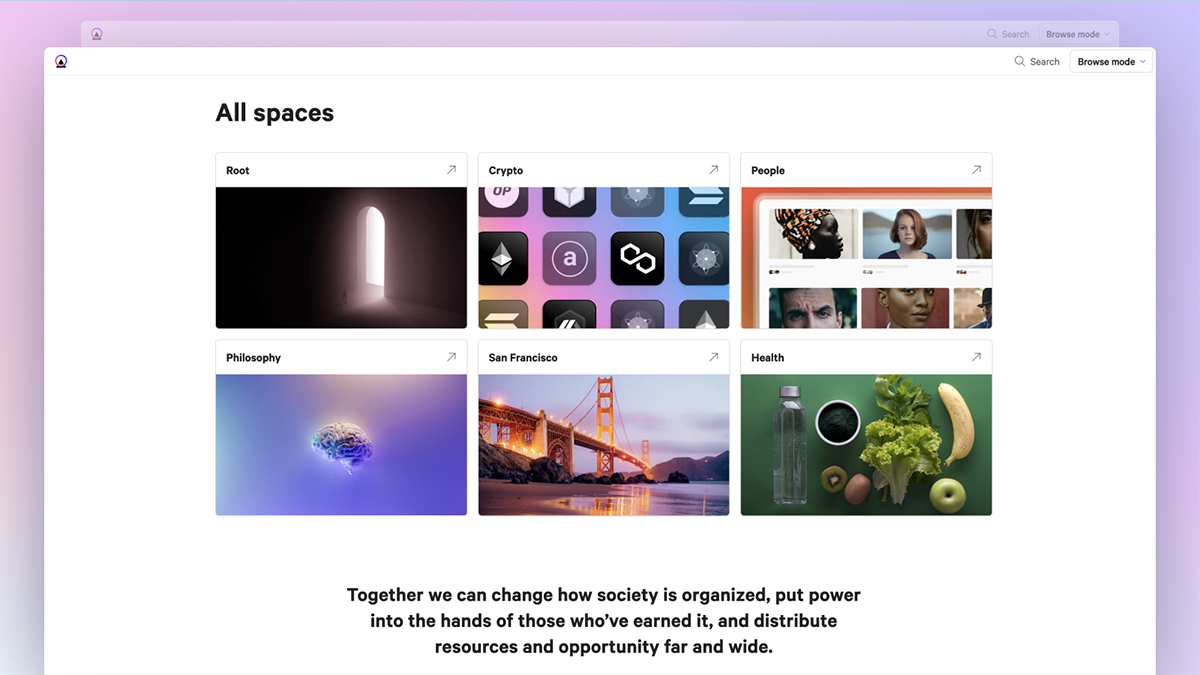 Search
Browse mode
Search
Browse mode
All spaces
Root
Crypto
People
OP
a
Philosophy
San Francisco
Health
Together we can change how society is organized, put power
into the hands of those who’ve earned it, and distribute
resources and opportunity far and wide.